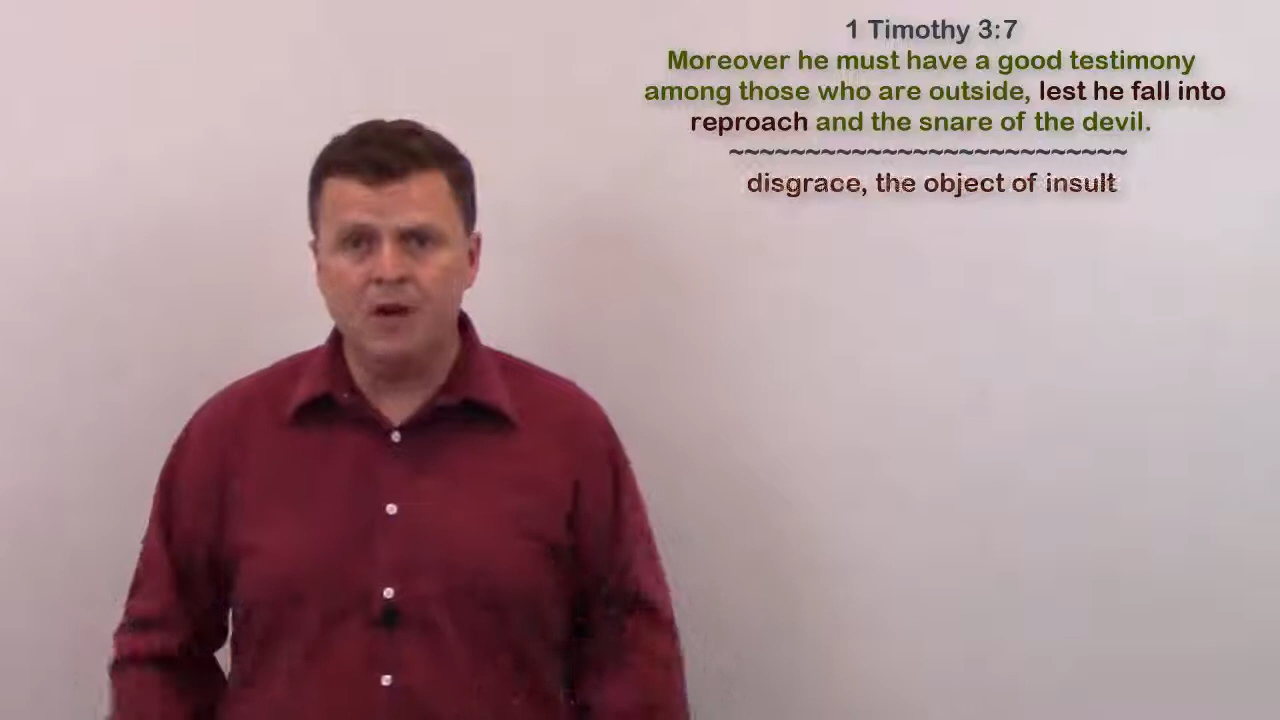 1 Timothy 3:7
Moreover he must have a good testimony
among those who are outside, lest he fall into
reproach and the snare of the devil.
~~~~~~~~~~~~~~~~~~~~~~~~~~
disgrace, the object of insult